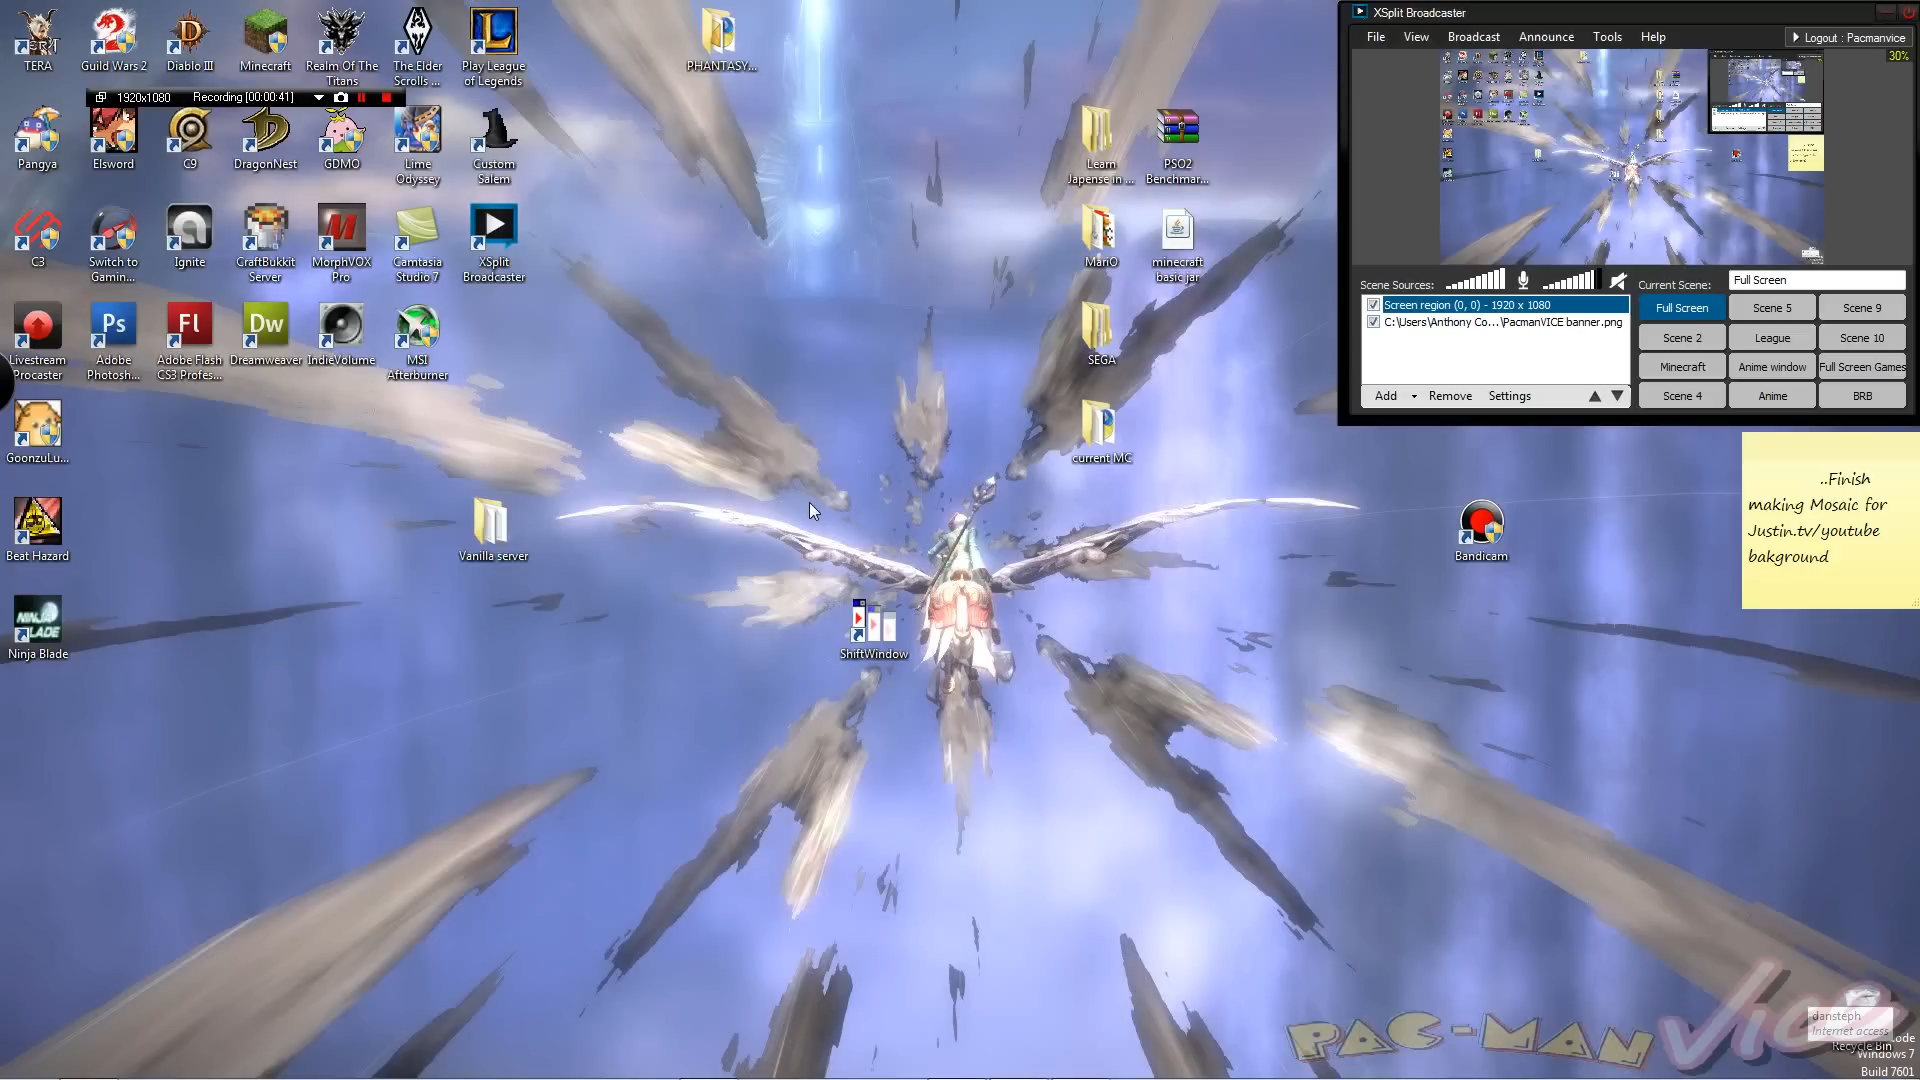 TERA
Guild Wars 2
Diablo III
Minecraft
Realm Of The Titans
The Elder Scrolls ...
Play League of Legends
PHANTASY...
1920x1080 Recording [00:00:41]
Pangya
Elsword
C9
DragonNest
GDMO
Lime Odyssey
Custom Salem
Learn Japense in ...
PSO2 Benchmar...
C3
Switch to Gamin...
Ignite
CraftBukkit Server
MorphVOX Pro
Camtasia Studio 7
XSplit Broadcaster
MariO
minecraft basic jar
Livestream Procaster
Adobe Photosh...
Adobe Flash CS3 Profes...
Dreamweaver
IndieVolume
MSI Afterburner
SEGA
GoonzuLu...
current MC
Beat Hazard
Vanilla server
Bandicam
Ninja Blade
ShiftWindow
XSplit Broadcaster
File View Broadcast Announce Tools Help Logout : Pacmanvice
30%
Scene Sources: Current Scene: Full Screen
Screen region (0, 0) - 1920 x 1080
C:\Users\Anthony Co...\PacmanVICE banner.png
Full Screen Scene 5 Scene 9
Scene 2 League Scene 10
Minecraft Anime window Full Screen Games
Scene 4 Anime BRB
Add Remove Settings
..Finish
making Mosaic for
Justin.tv/youtube
bakground
PAC-MAN Vice
dansteph
Internet access
Recycle Bin
Windows 7
Build 7601